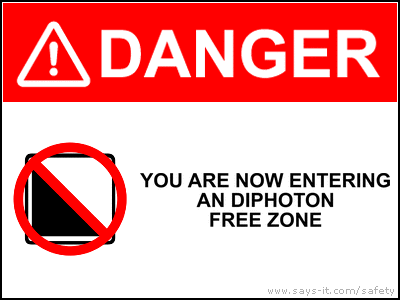 DANGER
YOU ARE NOW ENTERING
AN DIPHOTON
FREE ZONE
www.says-it.com/safety